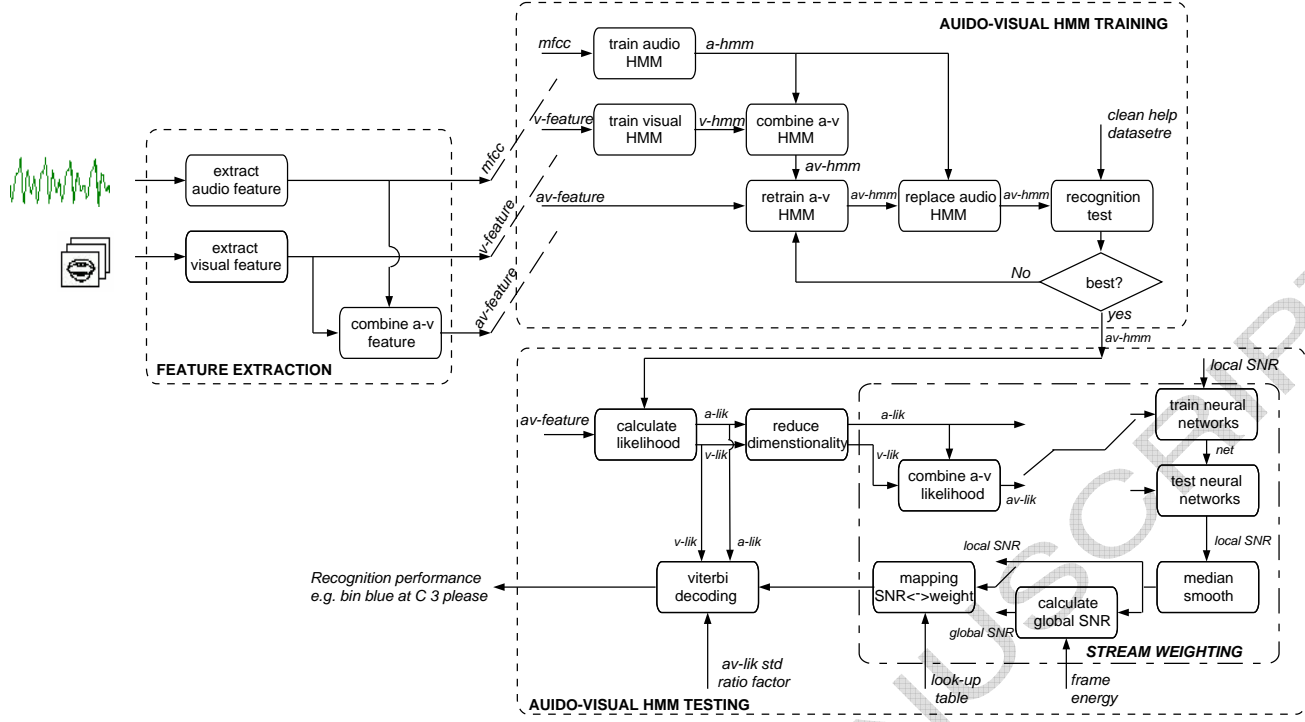 AUIDO-VISUAL HMM TRAINING
mfcc
train audio
HMM
a-hmm
v-feature
train visual
HMM
v-hmm
combine a-v
HMM
clean help
datasetre
av-hmm
av-feature
retrain a-v
HMM
av-hmm
replace audio
HMM
av-hmm
recognition
test
No
best?
yes
av-hmm
extract
audio feature
mfcc
extract
visual feature
v-feature
combine a-v
feature
av-feature
FEATURE EXTRACTION
local SNR
av-feature
calculate
likelihood
a-lik
v-lik
reduce
dimenstionality
a-lik
v-lik
combine a-v
likelihood
av-lik
train neural
networks
net
test neural
networks
local SNR
v-lik
a-lik
local SNR
Recognition performance
e.g. bin blue at C 3 please
viterbi
decoding
mapping
SNR<->weight
calculate
global SNR
median
smooth
global SNR
STREAM WEIGHTING
av-lik std
ratio factor
look-up
table
frame
energy
AUIDO-VISUAL HMM TESTING